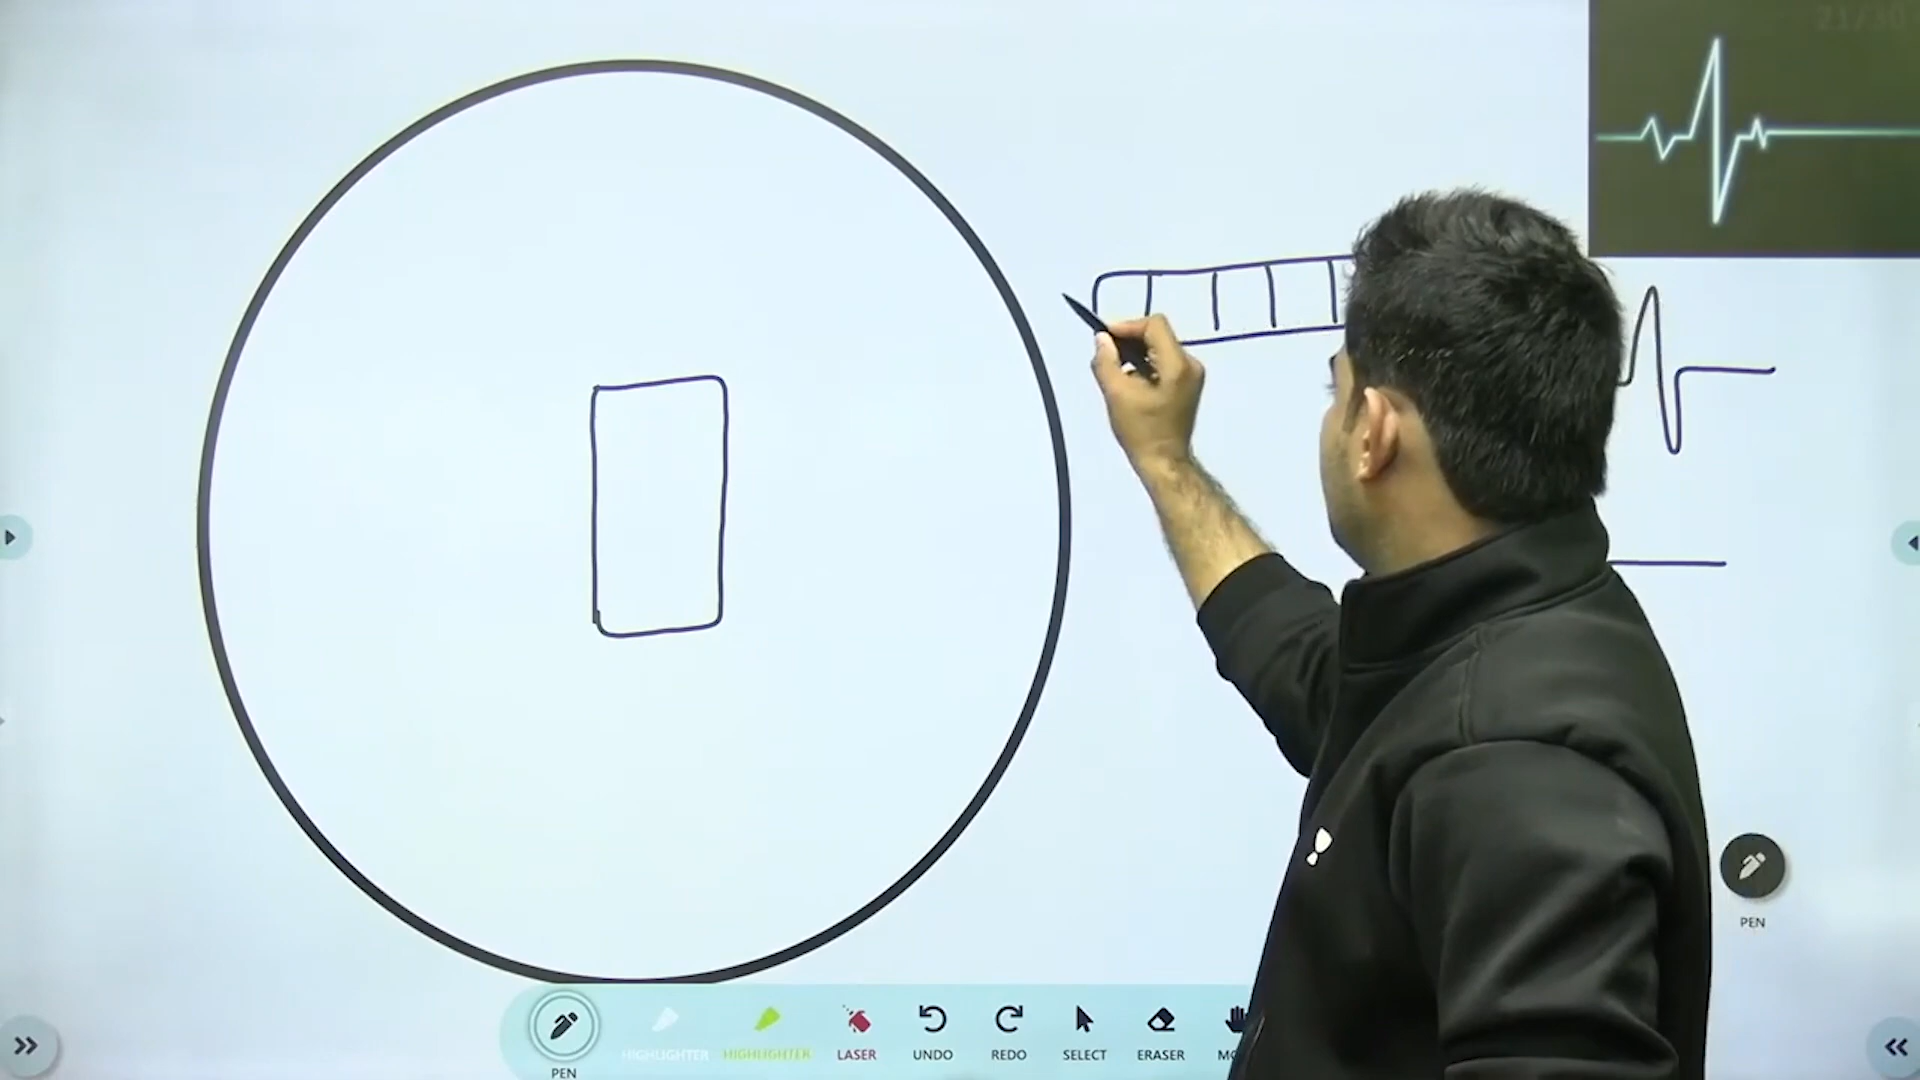 PEN
HIGHLIGHTER
HIGHLIGHTER
LASER
UNDO
REDO
SELECT
ERASER
PEN